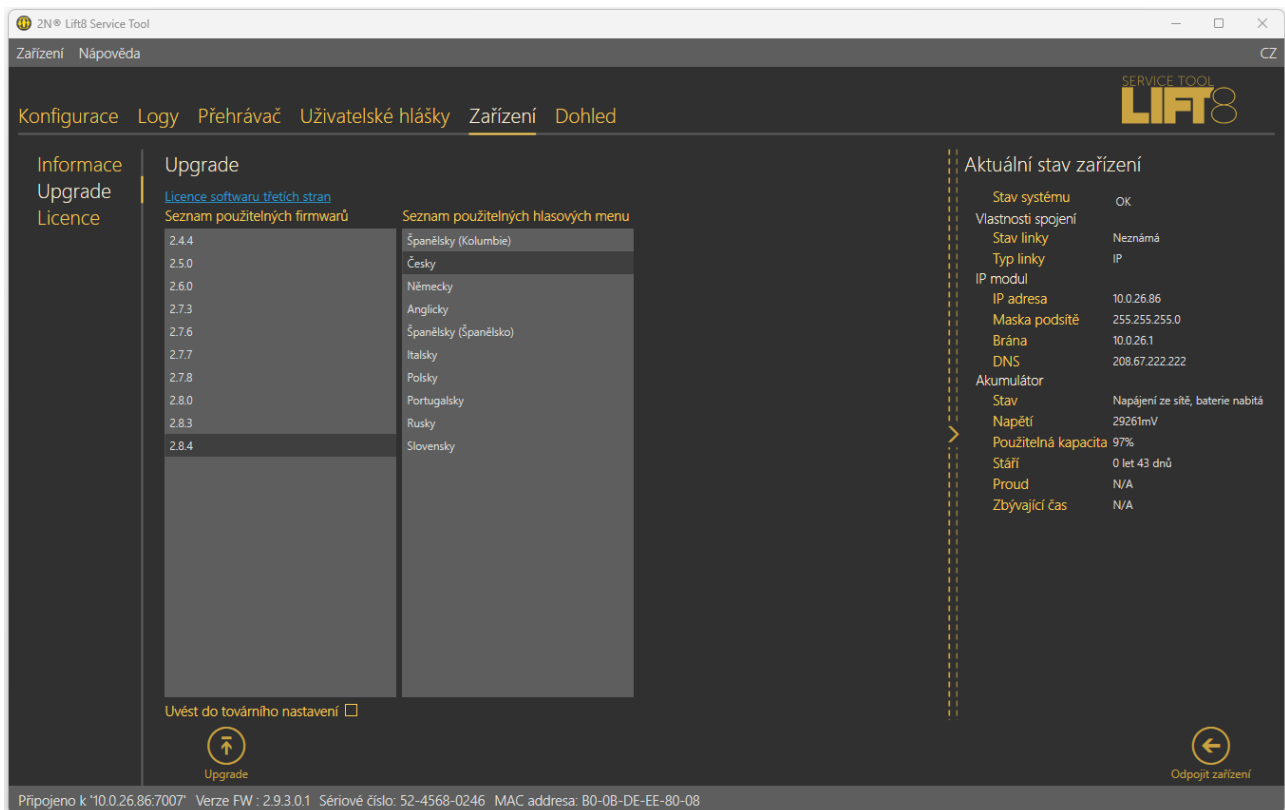 2N® Lift8 Service Tool
Zařízení Nápověda CZ
SERVICE TOOL
LIFT8
Konfigurace Logy Přehrávač Uživatelské hlášky Zařízení Dohled
Informace
Upgrade
Licence
Upgrade
Licence softwaru třetích stran
Seznam použitelných firmwarů
2.4.4
2.5.0
2.6.0
2.7.3
2.7.6
2.7.7
2.7.8
2.8.0
2.8.3
2.8.4
Seznam použitelných hlasových menu
Španělsky (Kolumbie)
Česky
Německy
Anglicky
Španělsky (Španělsko)
Italsky
Polsky
Portugalsky
Rusky
Slovensky
Uvést do továrního nastavení
Upgrade
Aktuální stav zařízení
Stav systému OK
Vlastnosti spojení
Stav linky Neznámá
Typ linky IP
IP modul
IP adresa 10.0.26.86
Maska podsítě 255.255.255.0
Brána 10.0.26.1
DNS 208.67.222.222
Akumulátor
Stav Napájení ze sítě, baterie nabitá
Napětí 29261mV
Použitelná kapacita 97%
Stáří 0 let 43 dnů
Proud N/A
Zbývající čas N/A
Odpojit zařízení
Připojeno k '10.0.26.86:7007' Verze FW : 2.9.3.0.1 Sériové číslo: 52-4568-0246 MAC addresa: B0-0B-DE-EE-80-08